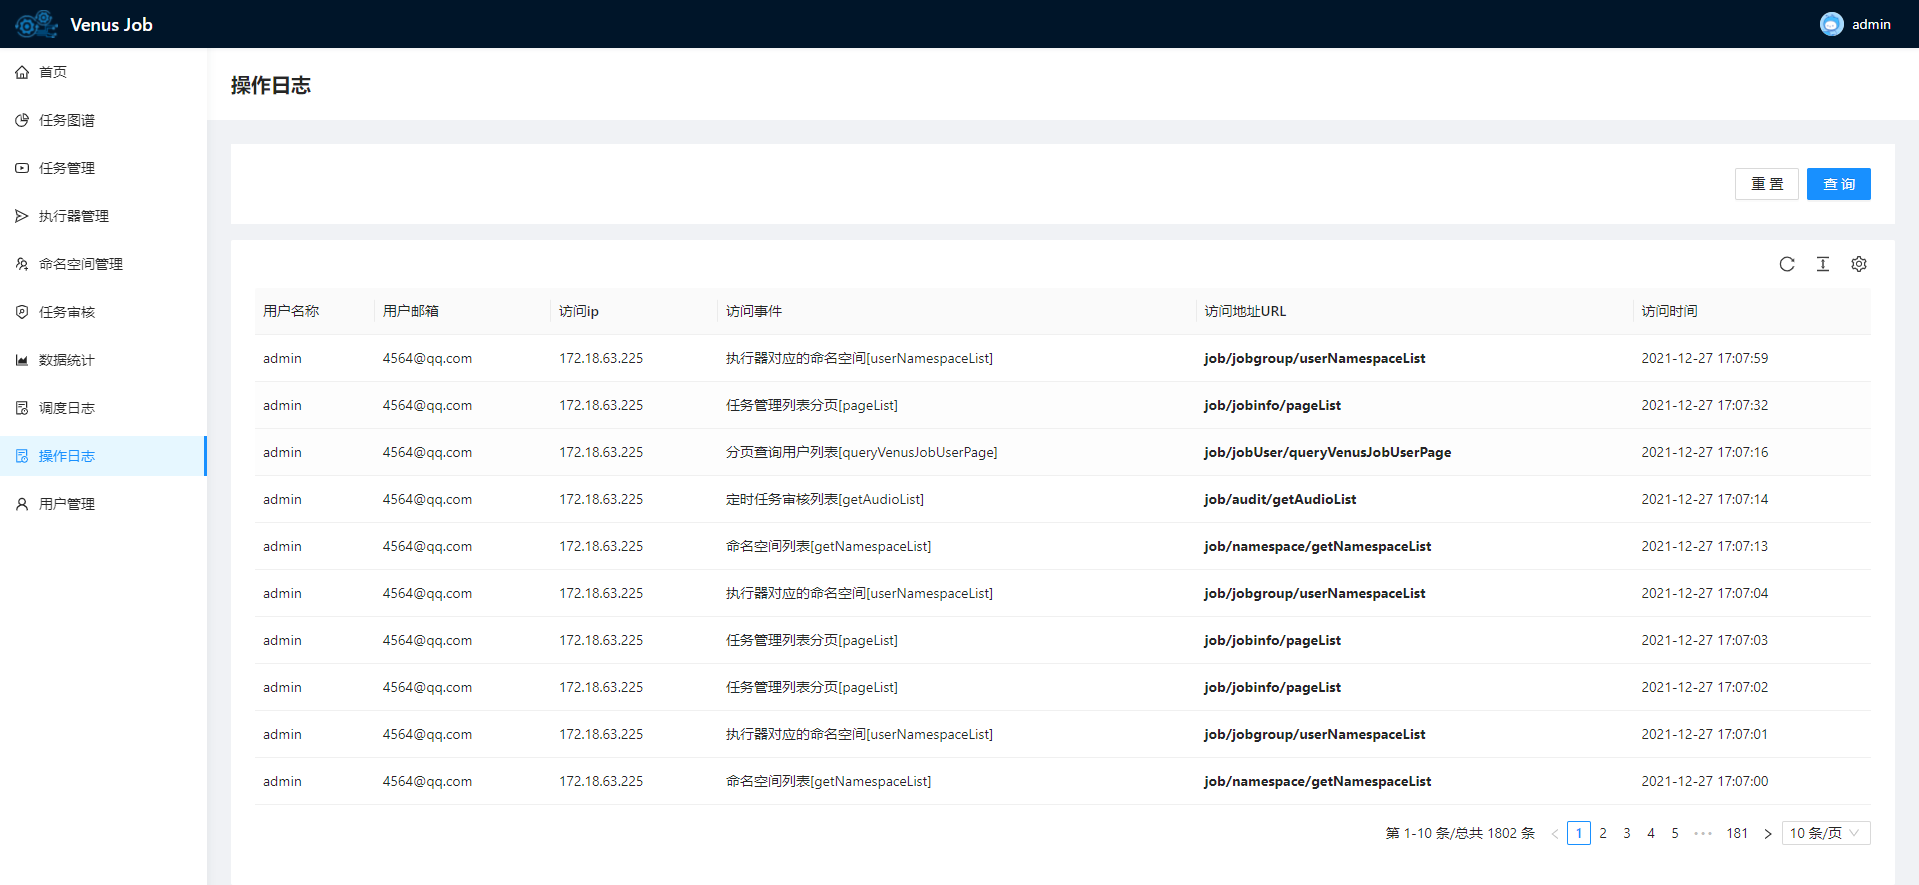 Venus Job
admin
首页
任务图谱
任务管理
执行器管理
命名空间管理
任务审核
数据统计
调度日志
操作日志
用户管理
操作日志
重 置 查 询
用户名称 用户邮箱 访问ip 访问事件 访问地址URL 访问时间
admin 4564@qq.com 172.18.63.225 执行器对应的命名空间[userNamespaceList] job/jobgroup/userNamespaceList 2021-12-27 17:07:59
admin 4564@qq.com 172.18.63.225 任务管理列表分页[pageList] job/jobinfo/pageList 2021-12-27 17:07:32
admin 4564@qq.com 172.18.63.225 分页查询用户列表[queryVenusJobUserPage] job/jobUser/queryVenusJobUserPage 2021-12-27 17:07:16
admin 4564@qq.com 172.18.63.225 定时任务审核列表[getAudioList] job/audit/getAudioList 2021-12-27 17:07:14
admin 4564@qq.com 172.18.63.225 命名空间列表[getNamespaceList] job/namespace/getNamespaceList 2021-12-27 17:07:13
admin 4564@qq.com 172.18.63.225 执行器对应的命名空间[userNamespaceList] job/jobgroup/userNamespaceList 2021-12-27 17:07:04
admin 4564@qq.com 172.18.63.225 任务管理列表分页[pageList] job/jobinfo/pageList 2021-12-27 17:07:03
admin 4564@qq.com 172.18.63.225 任务管理列表分页[pageList] job/jobinfo/pageList 2021-12-27 17:07:02
admin 4564@qq.com 172.18.63.225 执行器对应的命名空间[userNamespaceList] job/jobgroup/userNamespaceList 2021-12-27 17:07:01
admin 4564@qq.com 172.18.63.225 命名空间列表[getNamespaceList] job/namespace/getNamespaceList 2021-12-27 17:07:00
第 1-10 条/总共 1802 条 < 1 2 3 4 5 ••• 181 > 10 条/页